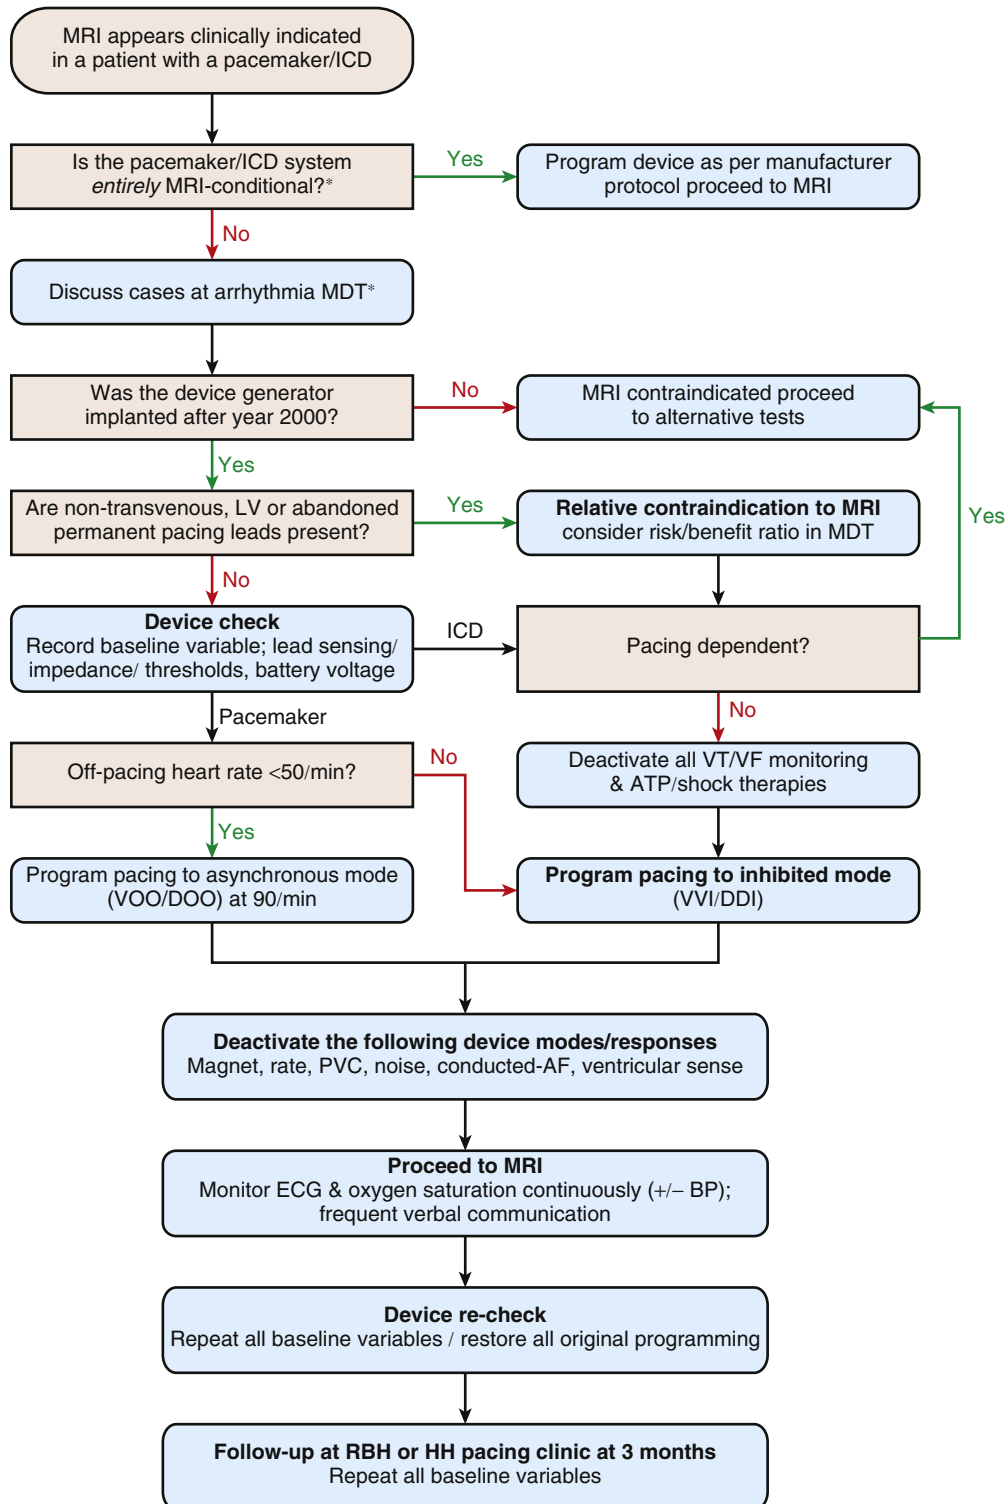 MRI appears clinically indicated
in a patient with a pacemaker/ICD
Is the pacemaker/ICD system
entirely MRI-conditional?*
Yes
Program device as per manufacturer
protocol proceed to MRI
No
Discuss cases at arrhythmia MDT*
Was the device generator
implanted after year 2000?
No
MRI contraindicated proceed
to alternative tests
Yes
Are non-transvenous, LV or abandoned
permanent pacing leads present?
Yes
Relative contraindication to MRI
consider risk/benefit ratio in MDT
Yes
No
Device check
Record baseline variable; lead sensing/
impedance/ thresholds, battery voltage
ICD
Pacing dependent?
Pacemaker
No
Off-pacing heart rate <50/min?
No
Deactivate all VT/VF monitoring
& ATP/shock therapies
Yes
Program pacing to asynchronous mode
(VOO/DOO) at 90/min
Program pacing to inhibited mode
(VVI/DDI)
Deactivate the following device modes/responses
Magnet, rate, PVC, noise, conducted-AF, ventricular sense
Proceed to MRI
Monitor ECG & oxygen saturation continuously (+/− BP);
frequent verbal communication
Device re-check
Repeat all baseline variables / restore all original programming
Follow-up at RBH or HH pacing clinic at 3 months
Repeat all baseline variables